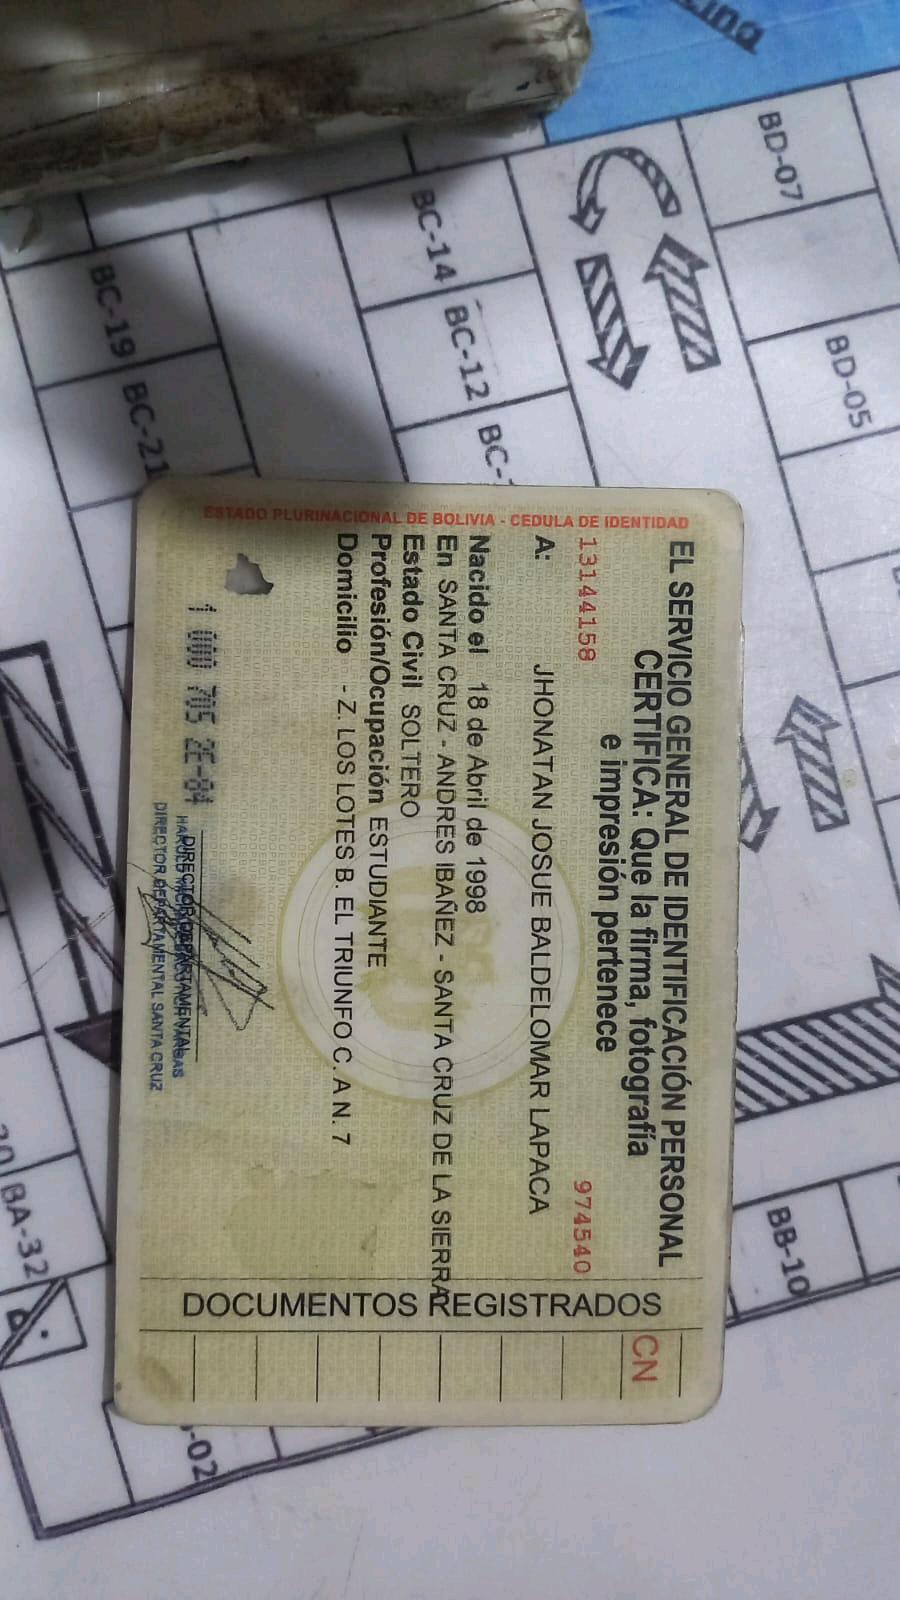 ESTADO PLURINACIONAL DE BOLIVIA - CEDULA DE IDENTIDAD
EL SERVICIO GENERAL DE IDENTIFICACIÓN PERSONAL
CERTIFICA: Que la firma, fotografía
e impresión pertenece
13144158
974540
A: JHONATAN JOSUE BALDELOMAR LAPACA
Nacido el 18 de Abril de 1998
En SANTA CRUZ - ANDRES IBAÑEZ - SANTA CRUZ DE LA SIERRA
Estado Civil SOLTERO
Profesión/Ocupación ESTUDIANTE
Domicilio - Z. LOS LOTES B. EL TRIUNFO C. A N. 7
1 000 705 2E-84
DIRECTOR DEPARTAMENTAL
DIRECTOR DEPARTAMENTAL SANTA CRUZ
DOCUMENTOS REGISTRADOS
CN
BD-07
BD-05
BC-14
BC-12
BC-
BC-19
BC-21
BB-10
BA-32
-02